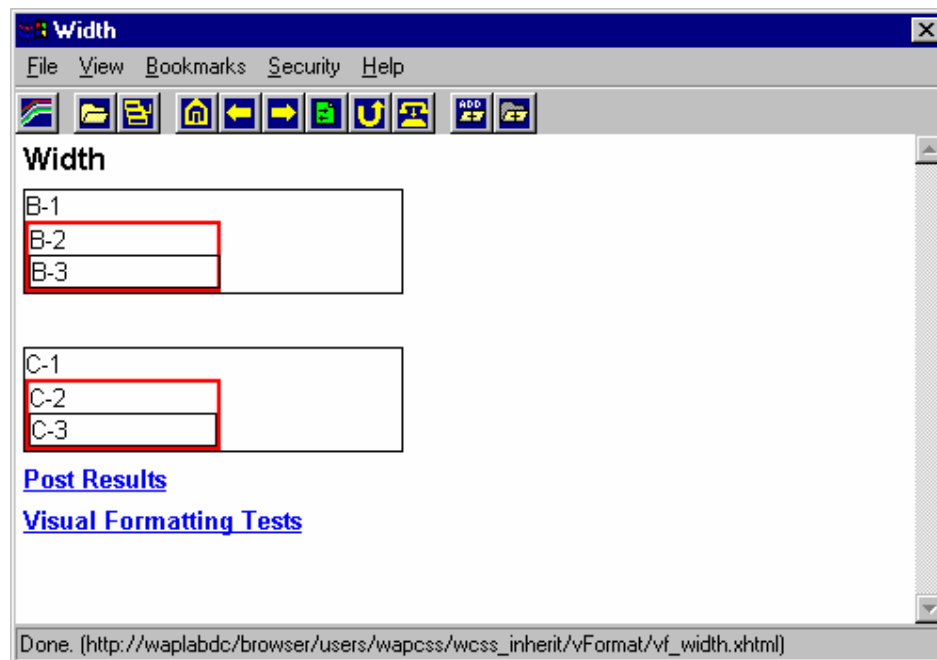 Width
File View Bookmarks Security Help
ADD
Width
B-1
B-2
B-3
C-1
C-2
C-3
Post Results
Visual Formatting Tests
Done. (http://waplabdc/browser/users/wapcss/wcss_inherit/vFormat/vf_width.xhtml)